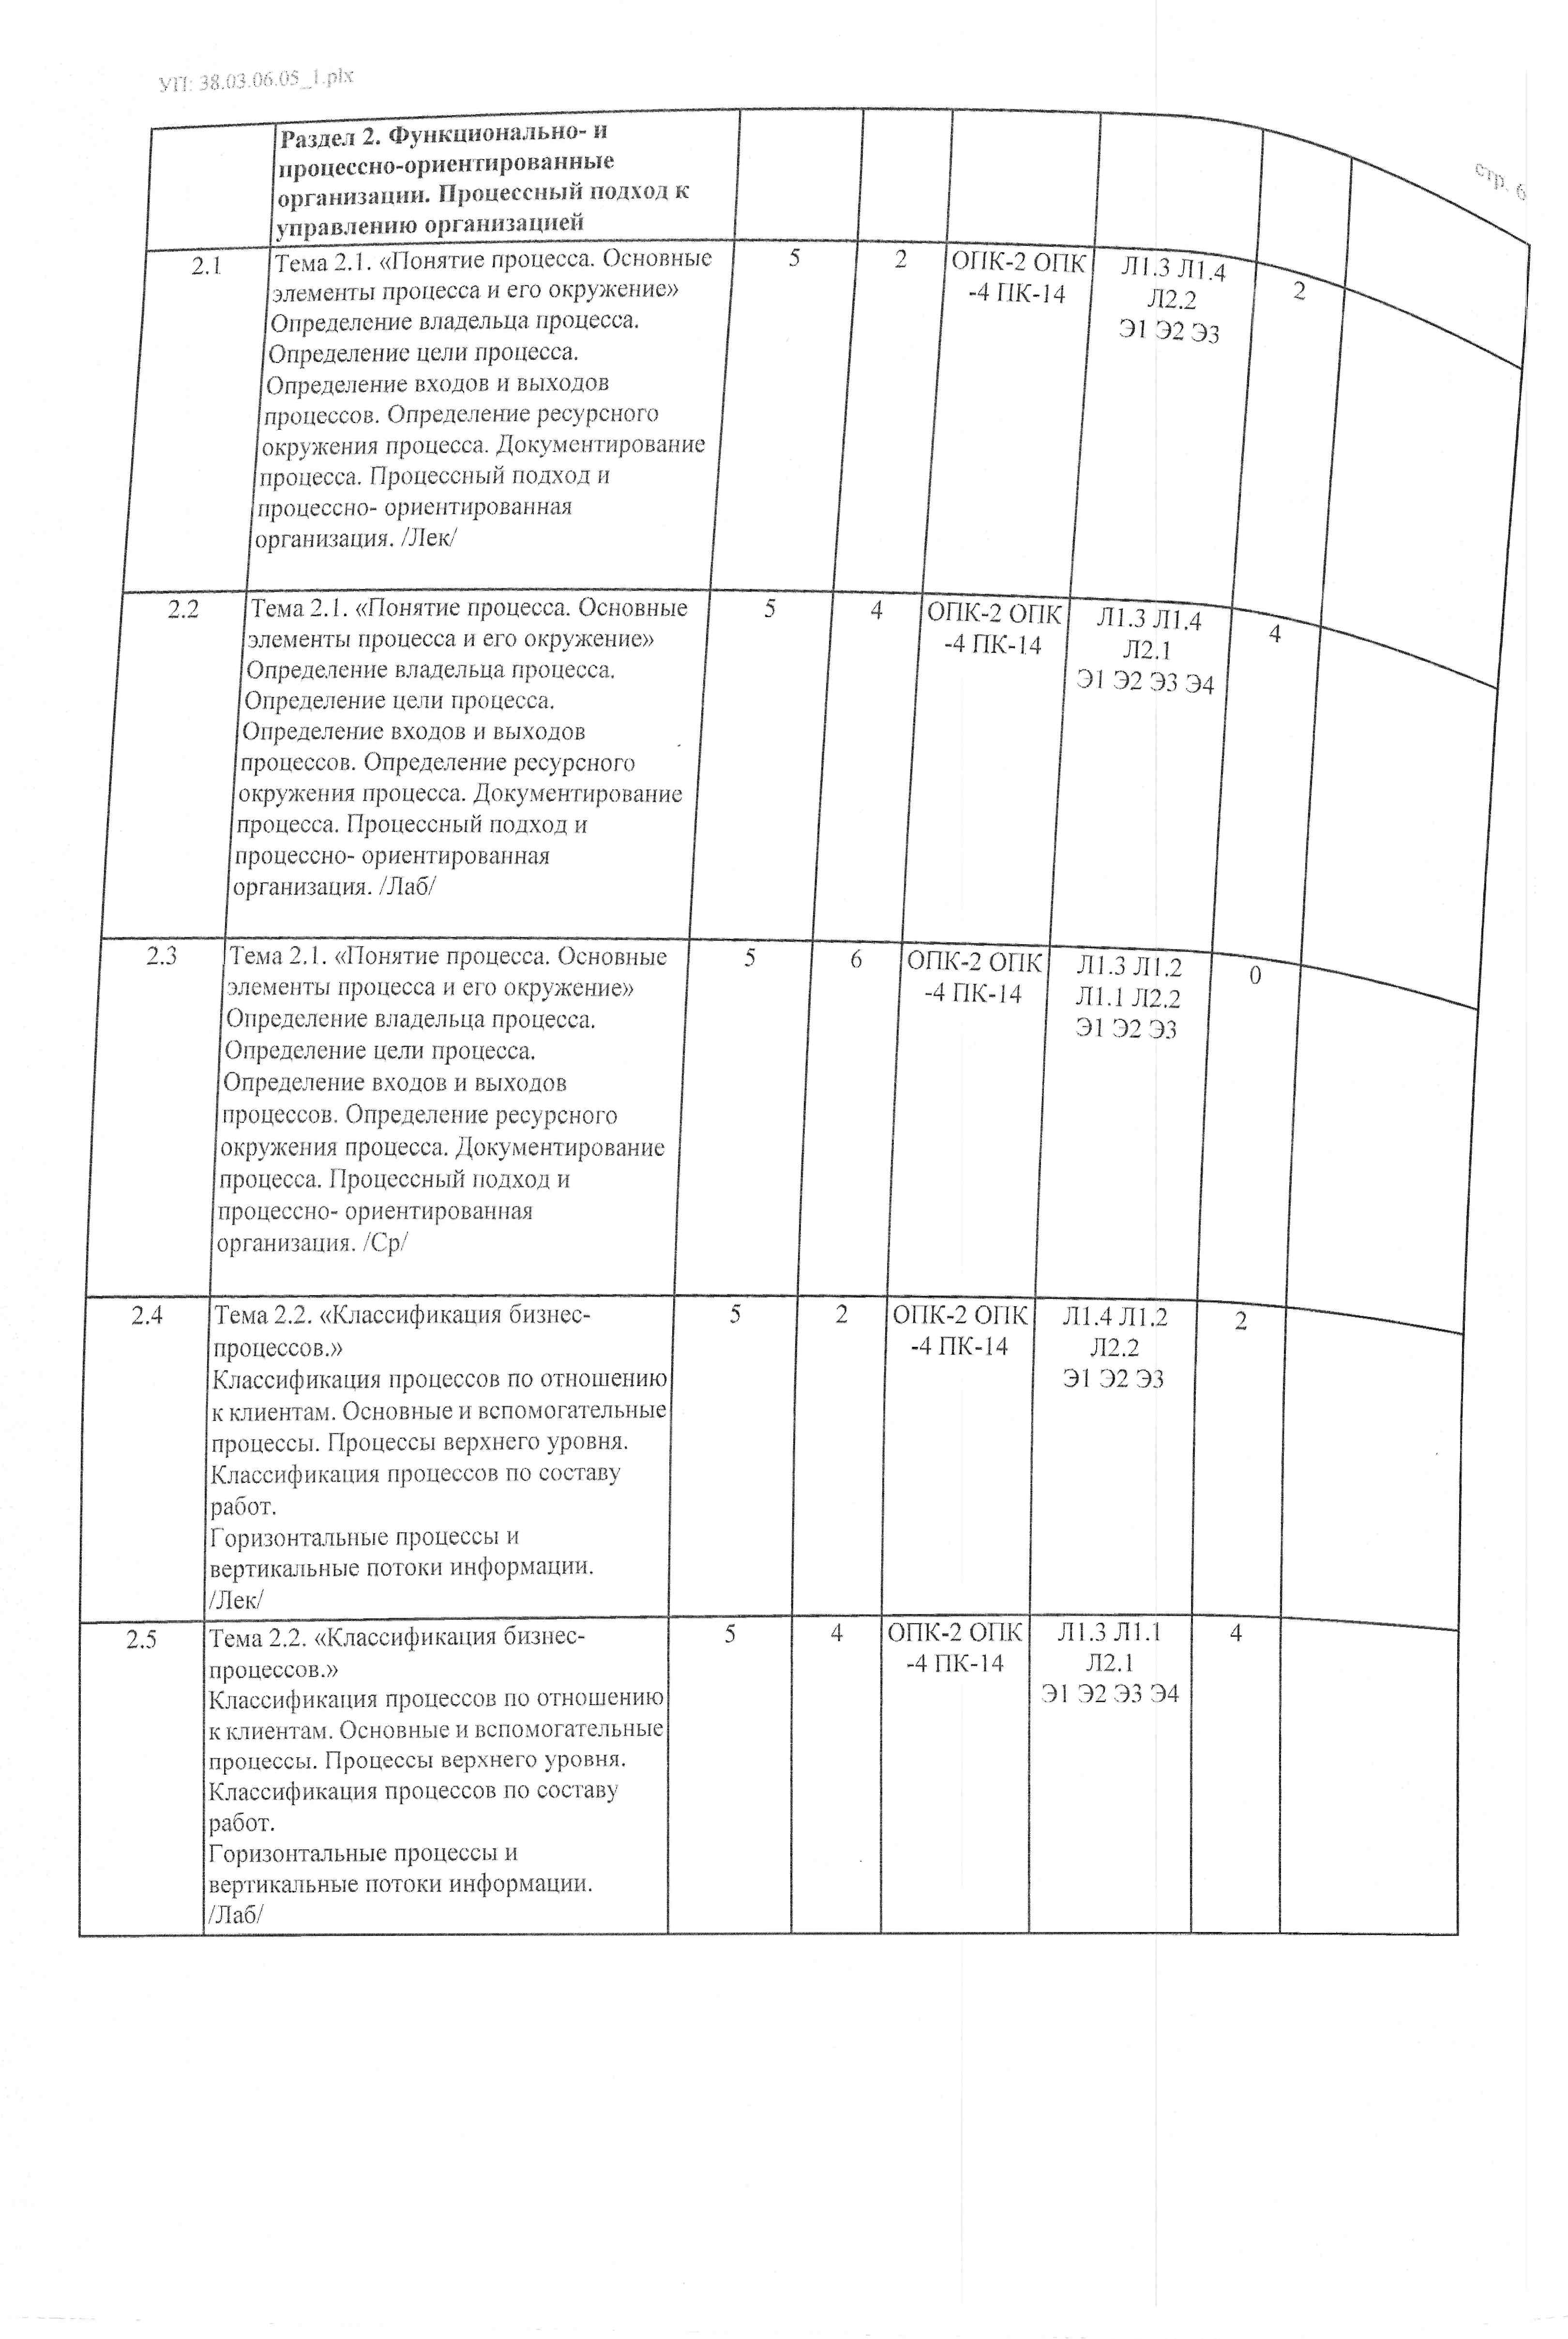 УП: 38.03.06.05_1.plx
стр. 6
Раздел 2. Функционально- и
процессно-ориентированные
организации. Процессный подход к
управлению организацией
2.1
Тема 2.1. «Понятие процесса. Основные
элементы процесса и его окружение»
Определение владельца процесса.
Определение цели процесса.
Определение входов и выходов
процессов. Определение ресурсного
окружения процесса. Документирование
процесса. Процессный подход и
процессно- ориентированная
организация. /Лек/
5
2
ОПК-2 ОПК
-4 ПК-14
Л1.3 Л1.4
Л2.2
Э1 Э2 Э3
2
2.2
Тема 2.1. «Понятие процесса. Основные
элементы процесса и его окружение»
Определение владельца процесса.
Определение цели процесса.
Определение входов и выходов
процессов. Определение ресурсного
окружения процесса. Документирование
процесса. Процессный подход и
процессно- ориентированная
организация. /Лаб/
5
4
ОПК-2 ОПК
-4 ПК-14
Л1.3 Л1.4
Л2.1
Э1 Э2 Э3 Э4
4
2.3
Тема 2.1. «Понятие процесса. Основные
элементы процесса и его окружение»
Определение владельца процесса.
Определение цели процесса.
Определение входов и выходов
процессов. Определение ресурсного
окружения процесса. Документирование
процесса. Процессный подход и
процессно- ориентированная
организация. /Ср/
5
6
ОПК-2 ОПК
-4 ПК-14
Л1.3 Л1.2
Л1.1 Л2.2
Э1 Э2 Э3
0
2.4
Тема 2.2. «Классификация бизнес-
процессов.»
Классификация процессов по отношению
к клиентам. Основные и вспомогательные
процессы. Процессы верхнего уровня.
Классификация процессов по составу
работ.
Горизонтальные процессы и
вертикальные потоки информации.
/Лек/
5
2
ОПК-2 ОПК
-4 ПК-14
Л1.4 Л1.2
Л2.2
Э1 Э2 Э3
2
2.5
Тема 2.2. «Классификация бизнес-
процессов.»
Классификация процессов по отношению
к клиентам. Основные и вспомогательные
процессы. Процессы верхнего уровня.
Классификация процессов по составу
работ.
Горизонтальные процессы и
вертикальные потоки информации.
/Лаб/
5
4
ОПК-2 ОПК
-4 ПК-14
Л1.3 Л1.1
Л2.1
Э1 Э2 Э3 Э4
4